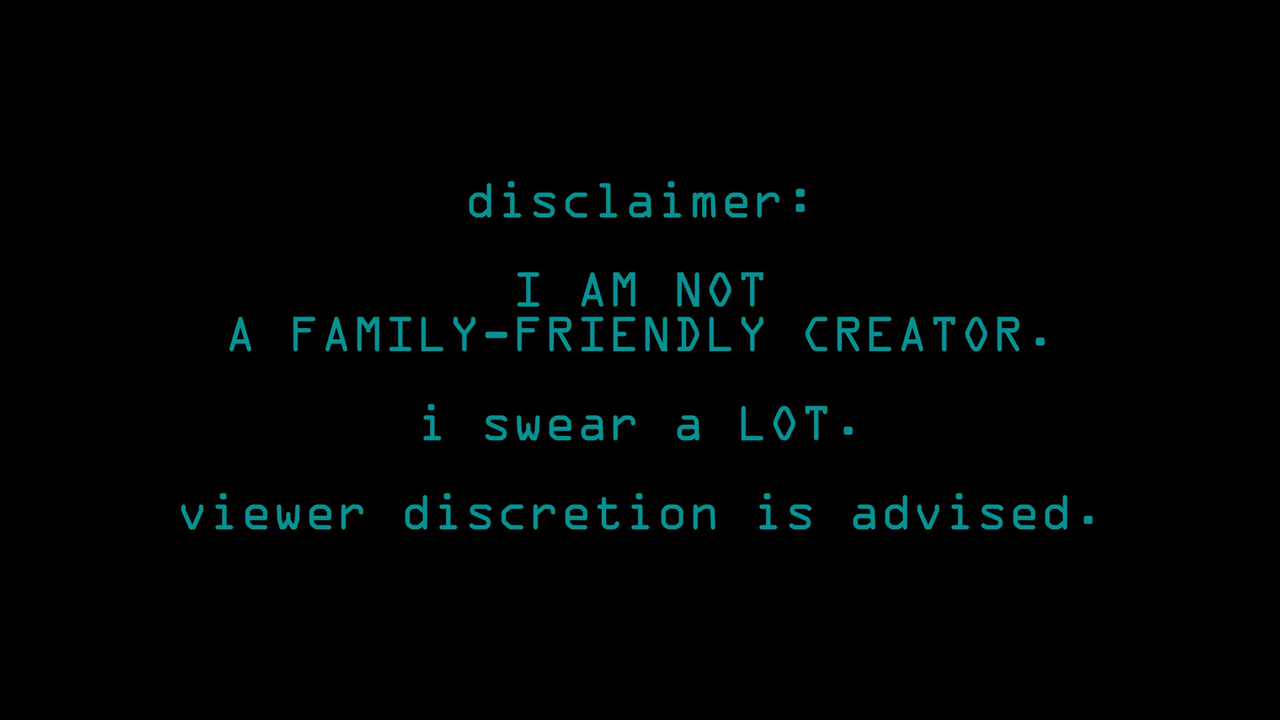 disclaimer:
I AM NOT
A FAMILY-FRIENDLY CREATOR.
i swear a LOT.
viewer discretion is advised.